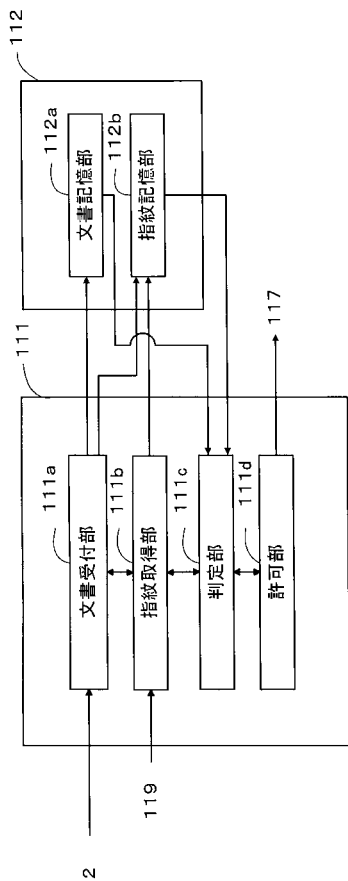 112
112a
文書記憶部
112b
指紋記憶部
111
117
111a
文書受付部
111b
指紋取得部
111c
判定部
111d
許可部
2
119